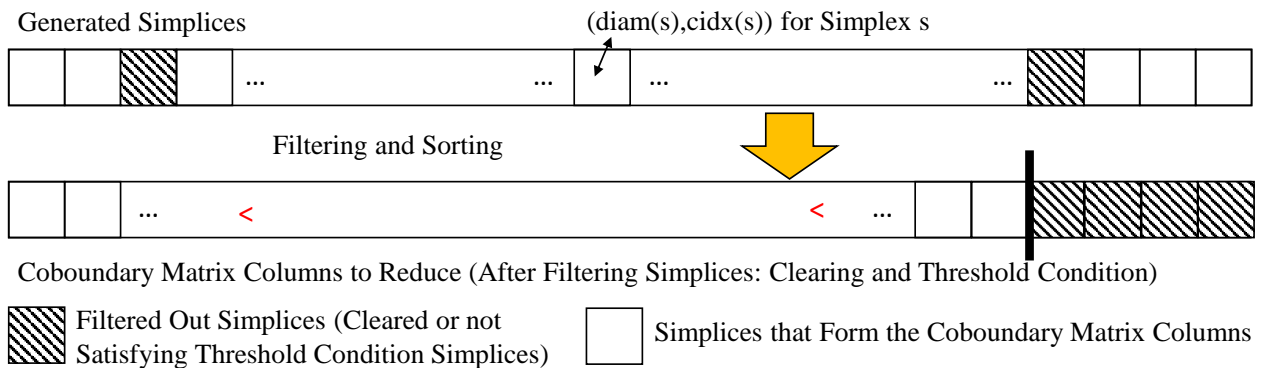 Generated Simplices
(diam(s),cidx(s)) for Simplex s
... ... ... ...
Filtering and Sorting
... < < ...
Coboundary Matrix Columns to Reduce (After Filtering Simplices: Clearing and Threshold Condition)
Filtered Out Simplices (Cleared or not
Satisfying Threshold Condition Simplices)
Simplices that Form the Coboundary Matrix Columns